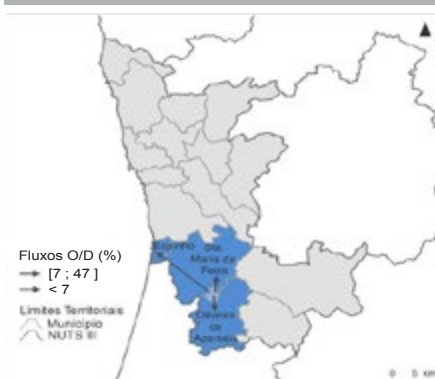 Espinho
Sta.
Maria da
Feira
Oliveira
de
Azeméis
Fluxos O/D (%)
[7 ; 47 ]
< 7
Limites Territoriais
Município
NUTS III
0 5 km